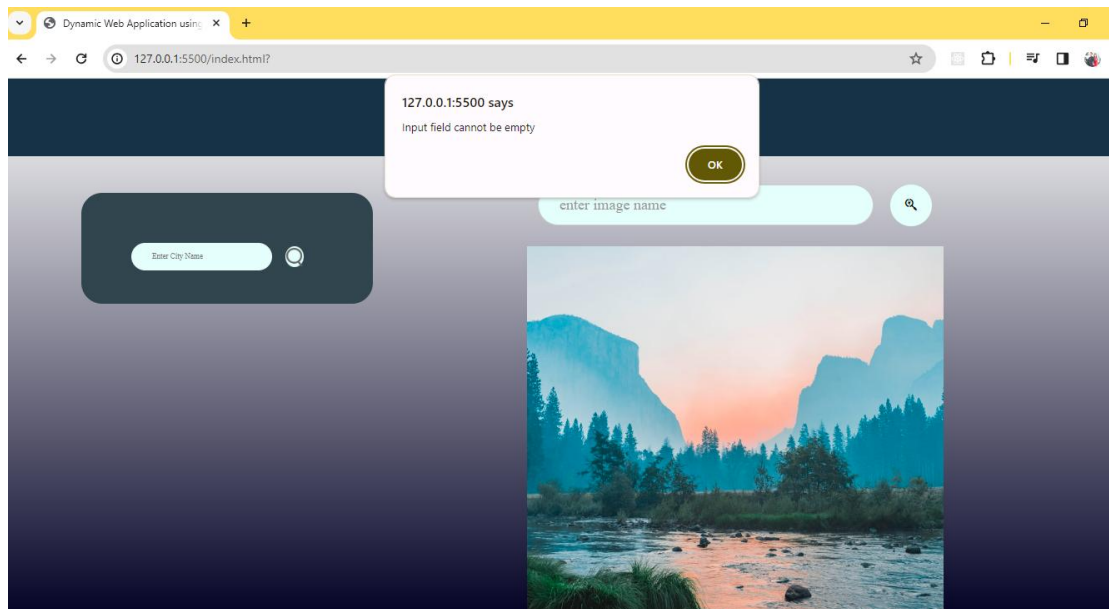 Dynamic Web Application using
127.0.0.1:5500/index.html?
127.0.0.1:5500 says
Input field cannot be empty
OK
enter image name
Enter City Name